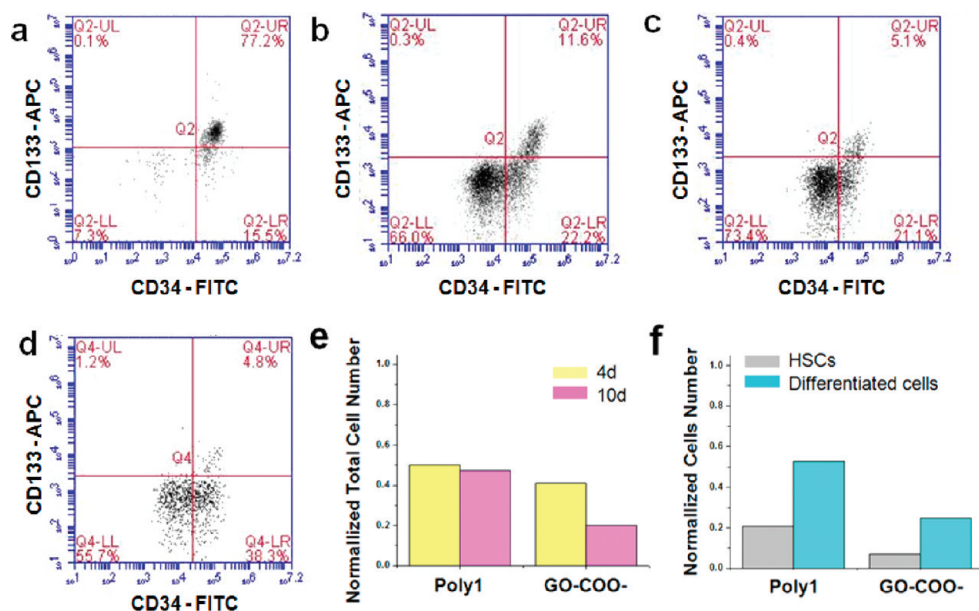 a
Q2-UL
0.1%
Q2-UR
77.2%
Q2
Q2-LL
7.3%
Q2-LR
15.5%
CD133-APC
CD34-FITC
b
Q2-UL
0.3%
Q2-UR
11.6%
Q2
Q2-LL
66.0%
Q2-LR
22.2%
CD133-APC
CD34-FITC
c
Q2-UL
0.4%
Q2-UR
5.1%
Q2
Q2-LL
73.4%
Q2-LR
21.1%
CD133-APC
CD34-FITC
d
Q4-UL
1.2%
Q4-UR
4.8%
Q4
Q4-LL
55.7%
Q4-LR
38.3%
CD133-APC
CD34-FITC
e
Normallized Total Cell Number
1.0
0.8
0.6
0.4
0.2
0.0
4d
10d
Poly1 GO-COO-
f
Normallized Cells Number
1.0
0.8
0.6
0.4
0.2
0.0
HSCs
Differentiated cells
Poly1 GO-COO-